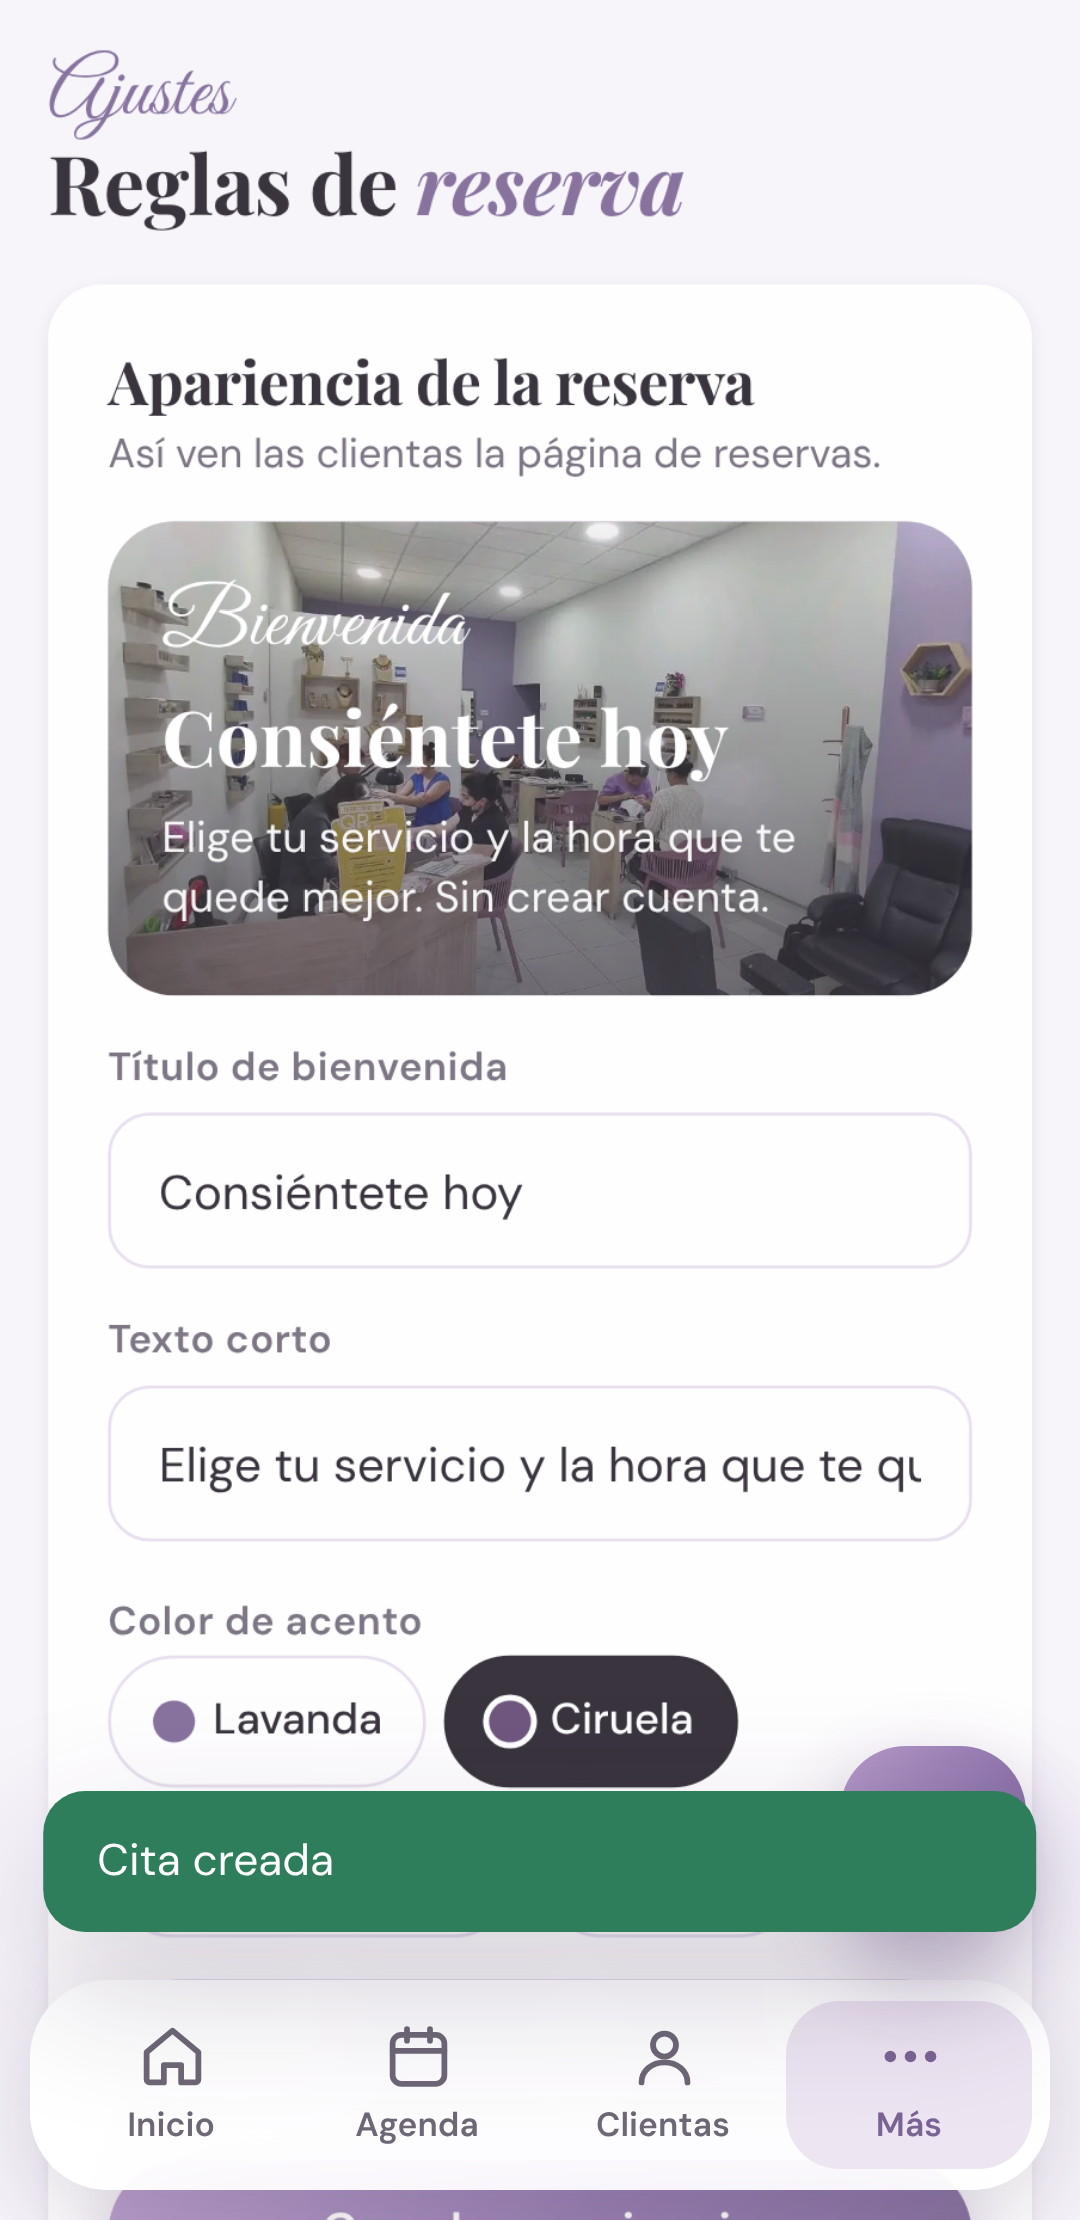 Ajustes
Reglas de reserva
Apariencia de la reserva
Así ven las clientas la página de reservas.
Bienvenida
Consiéntete hoy
QR
Elige tu servicio y la hora que te
quede mejor. Sin crear cuenta.
Título de bienvenida
Consiéntete hoy
Texto corto
Elige tu servicio y la hora que te qu
Color de acento
Lavanda
Ciruela
Cita creada
Inicio
Agenda
Clientas
Más